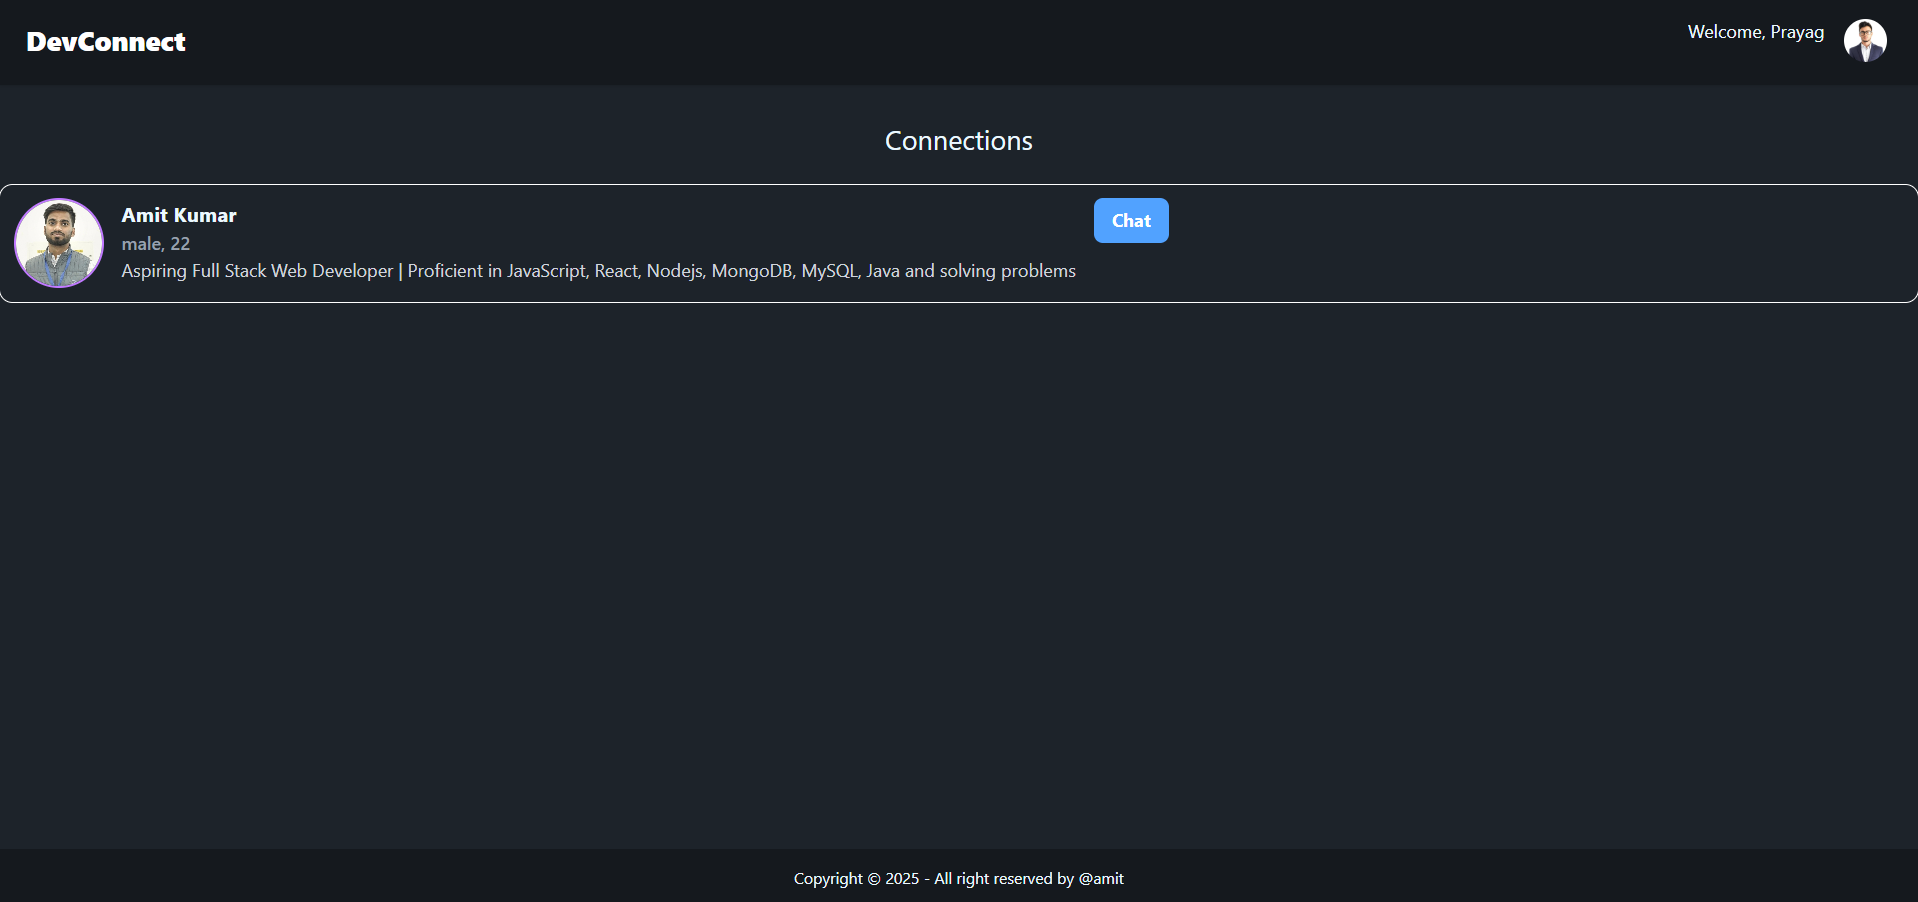 DevConnect
Welcome, Prayag
Connections
Amit Kumar
male, 22
Aspiring Full Stack Web Developer | Proficient in JavaScript, React, Nodejs, MongoDB, MySQL, Java and solving problems
Chat
Copyright © 2025 - All right reserved by @amit